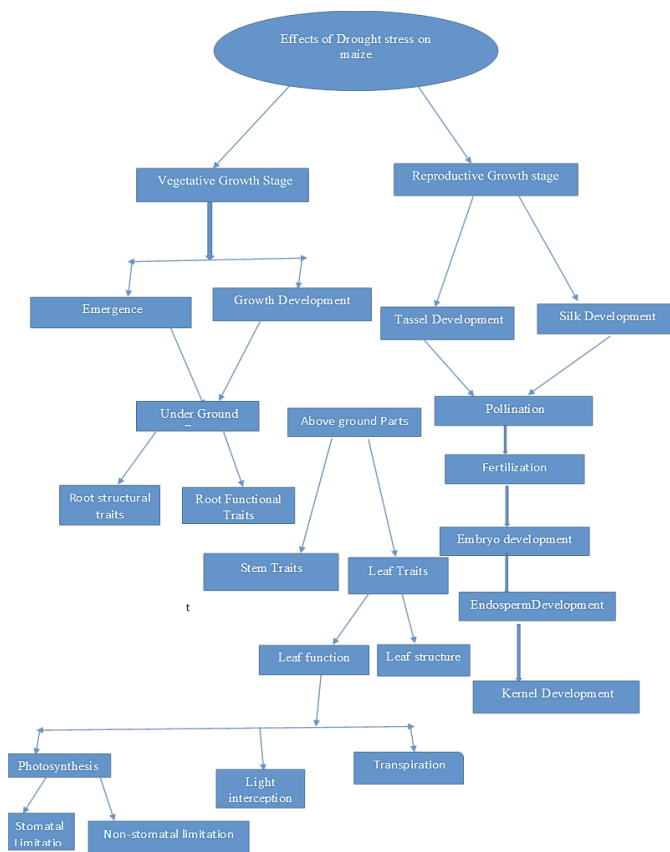 Effects of Drought stress on
maize
Vegetative Growth Stage
Reproductive Growth stage
Emergence
Growth Development
Tassel Development
Silk Development
Under Ground
Above ground Parts
Pollination
Root structural
traits
Root Functional
Traits
Fertilization
Stem Traits
Leaf Traits
Embryo development
t
EndospermDevelopment
Leaf function
Leaf structure
Kernel Development
Photosynthesis
Light
interception
Transpiration
Stomatal
Limitatio
Non-stomatal limitation